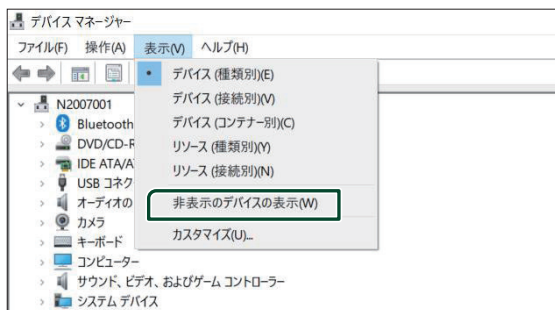 デバイス マネージャー
ファイル(F) 操作(A) 表示(V) ヘルプ(H)
デバイス (種類別)(E)
デバイス (接続別)(V)
デバイス (コンテナー別)(C)
リソース (種類別)(Y)
リソース (接続別)(N)
非表示のデバイスの表示(W)
カスタマイズ(U)...
N2007001
Bluetooth
DVD/CD-R
IDE ATA/A
USB コネク
オーディオの
カメラ
キーボード
コンピューター
サウンド、ビデオ、およびゲーム コントローラー
システム デバイス